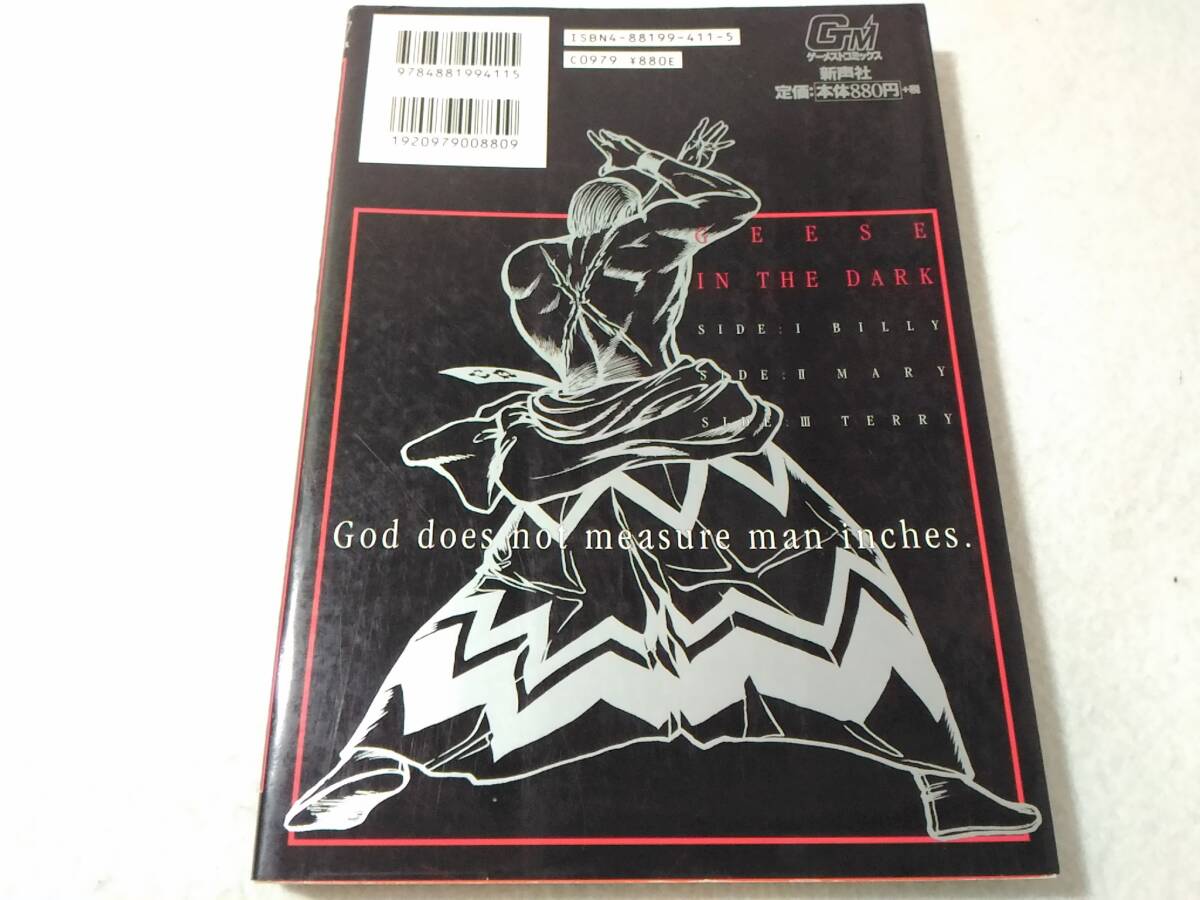 9784881994115
1920979008809
ISBN4-88199-411-5
C0979 ¥880E
GM
ゲーメストコミックス
新声社
定価:本体880円+税
GEESE
IN THE DARK
SIDE:I BILLY
SIDE:II MARY
SIDE:III TERRY
God does not measure man inches.